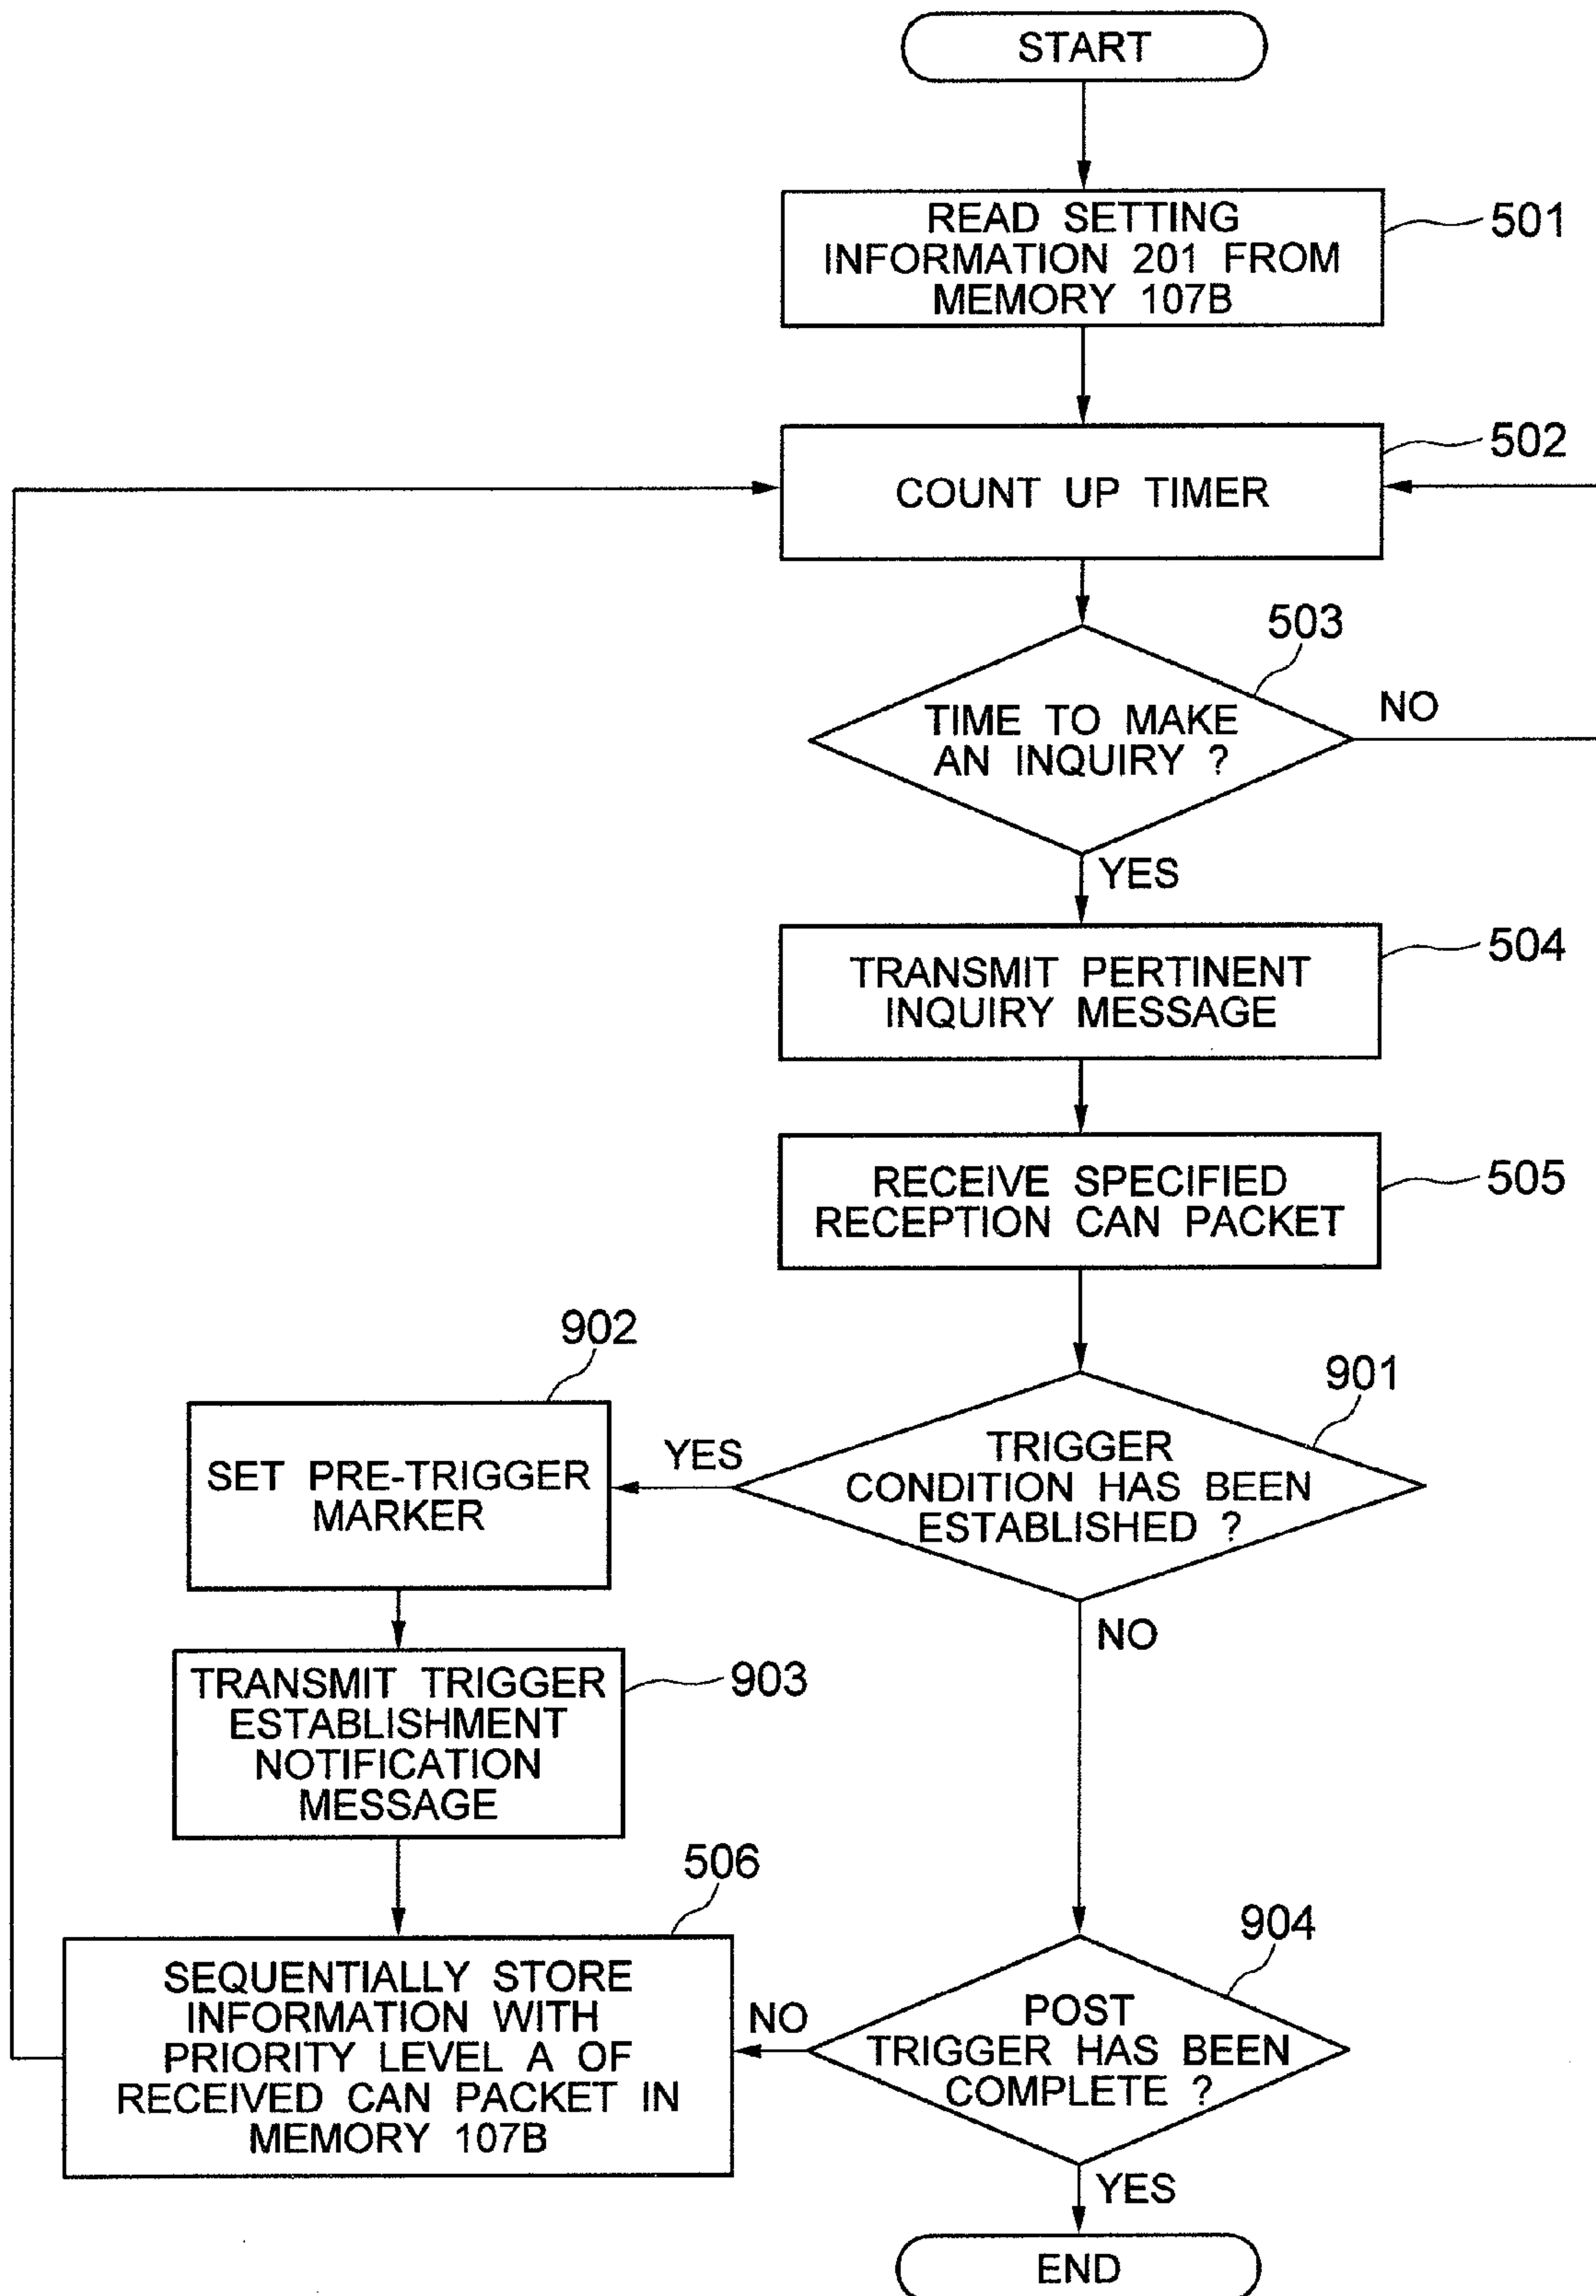 START
READ SETTING
INFORMATION 201 FROM
MEMORY 107B
501
COUNT UP TIMER
502
503
TIME TO MAKE
AN INQUIRY ?
NO
YES
TRANSMIT PERTINENT
INQUIRY MESSAGE
504
RECEIVE SPECIFIED
RECEPTION CAN PACKET
505
901
TRIGGER
CONDITION HAS BEEN
ESTABLISHED ?
YES
NO
902
SET PRE-TRIGGER
MARKER
TRANSMIT TRIGGER
ESTABLISHMENT
NOTIFICATION
MESSAGE
903
506
SEQUENTIALLY STORE
INFORMATION WITH
PRIORITY LEVEL A OF
RECEIVED CAN PACKET IN
MEMORY 107B
904
POST
TRIGGER HAS BEEN
COMPLETE ?
NO
YES
END